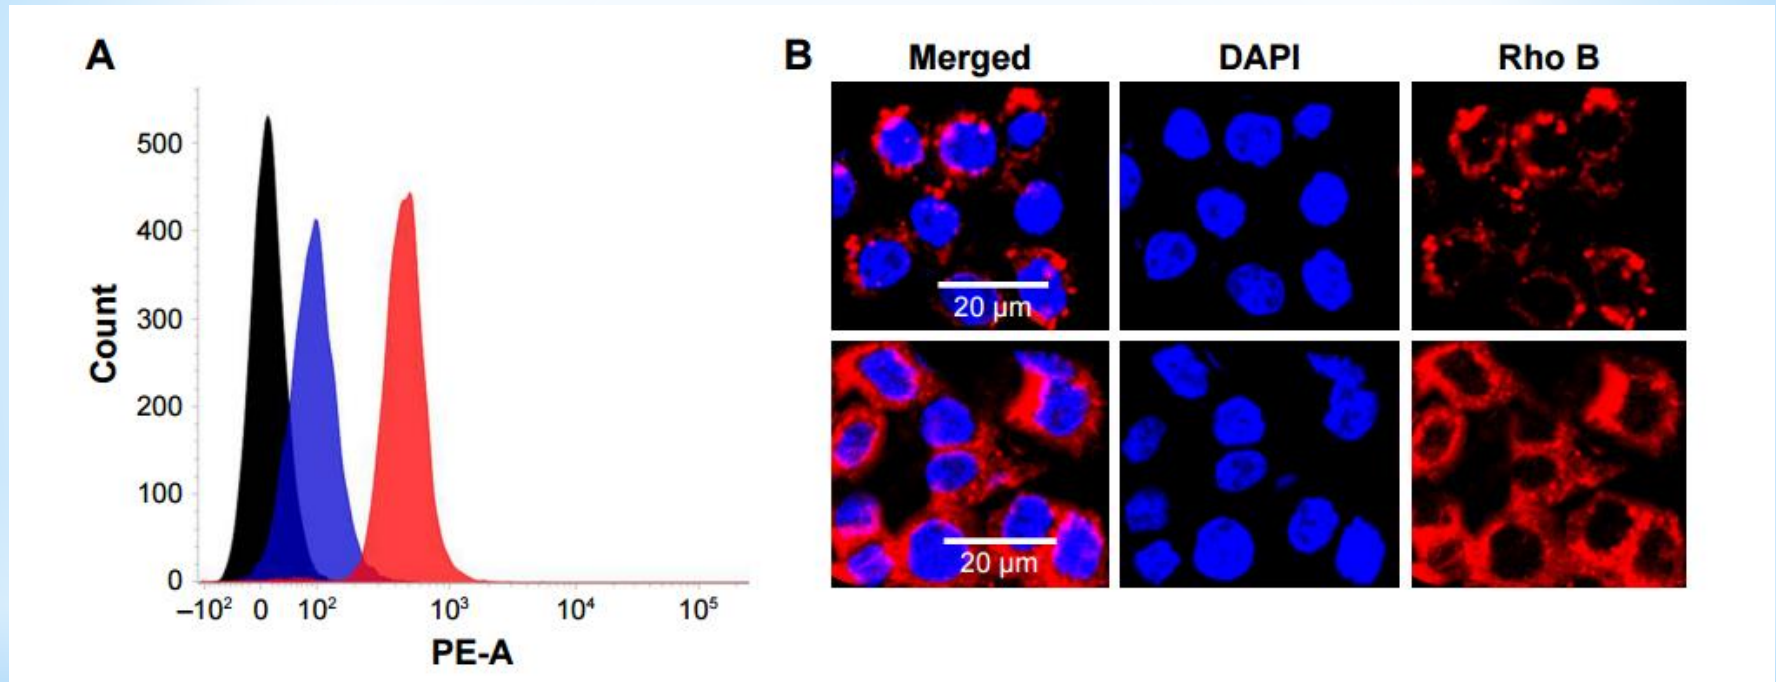 A
500
400
300
200
100
0
Count
–10² 0 10² 10³ 10⁴ 10⁵
PE-A
B
Merged DAPI Rho B
20 µm
20 µm